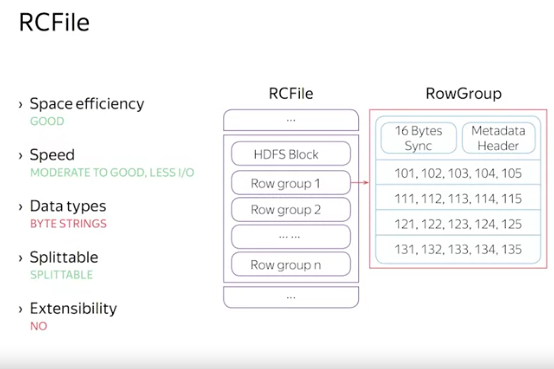 RCFile
› Space efficiency
GOOD
› Speed
MODERATE TO GOOD, LESS I/O
› Data types
BYTE STRINGS
› Splittable
SPLITTABLE
› Extensibility
NO
RCFile
...
HDFS Block
Row group 1
Row group 2
... ...
Row group n
...
RowGroup
16 Bytes
Sync
Metadata
Header
101, 102, 103, 104, 105
111, 112, 113, 114, 115
121, 122, 123, 124, 125
131, 132, 133, 134, 135